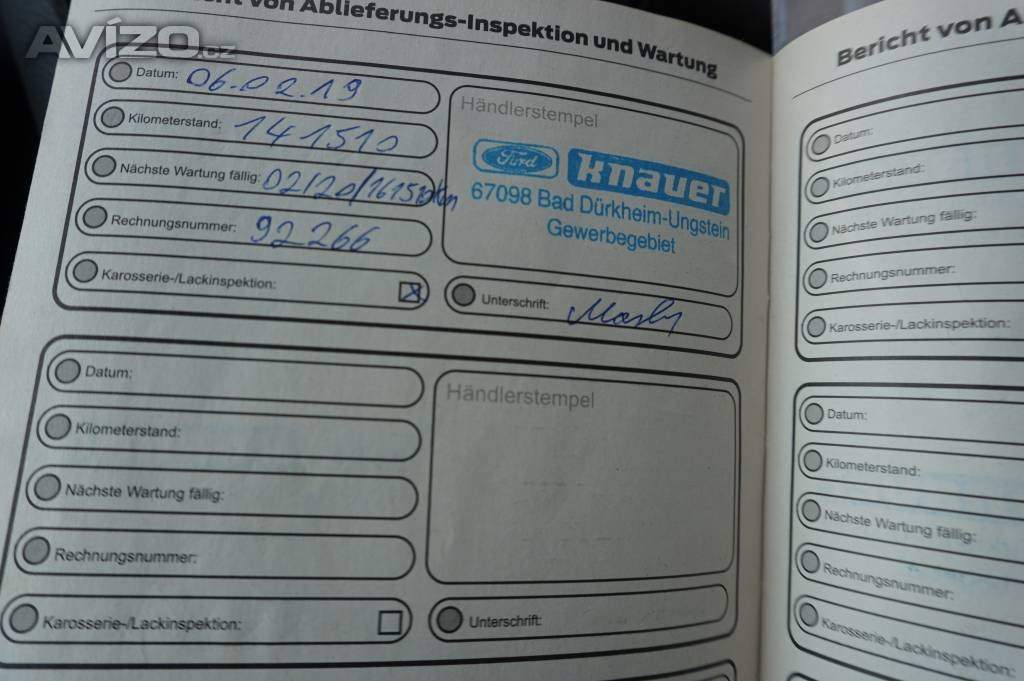 AVÍZO.cz
cht von Ablieferungs-Inspektion und Wartung
Datum: 06.02.19
Kilometerstand: 141510
Nächste Wartung fällig: 02/20/161510km
Rechnungsnummer: 92266
Karosserie-/Lackinspektion:
Händlerstempel
Ford knauer
67098 Bad Dürkheim-Ungstein
Gewerbegebiet
Unterschrift:
Datum:
Kilometerstand:
Nächste Wartung fällig:
Rechnungsnummer:
Karosserie-/Lackinspektion:
Händlerstempel
Unterschrift:
Bericht von A
Datum:
Kilometerstand:
Nächste Wartung fällig:
Rechnungsnummer:
Karosserie-/Lackinspektion:
Datum:
Kilometerstand:
Nächste Wartung fällig:
Rechnungsnummer:
Karosserie-/Lackinspektion: